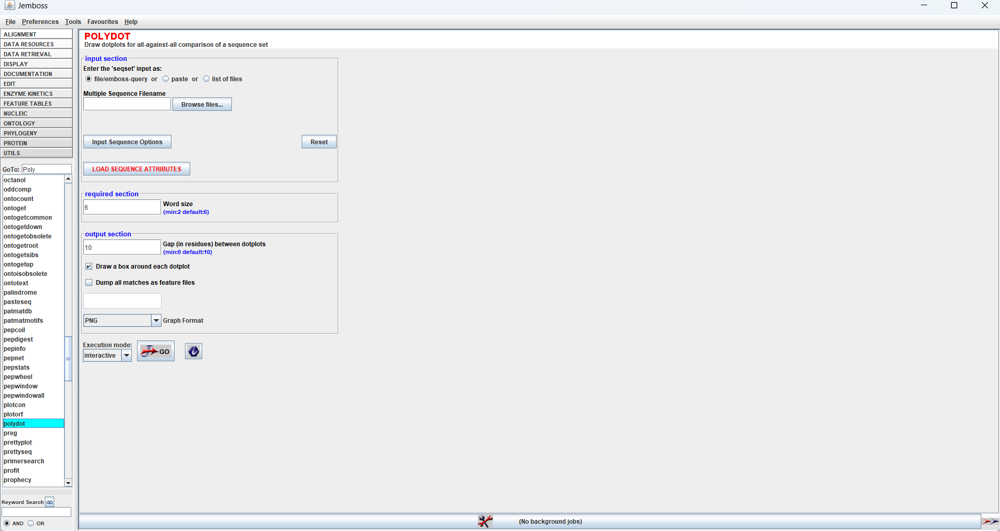 Jemboss
File Preferences Tools Favourites Help
ALIGNMENT
DATA RESOURCES
DATA RETRIEVAL
DISPLAY
DOCUMENTATION
EDIT
ENZYME KINETICS
FEATURE TABLES
NUCLEIC
ONTOLOGY
PHYLOGENY
PROTEIN
UTILS
GoTo: Poly
octanol
oddcomp
ontocount
ontoget
ontogetcommon
ontogetdown
ontogetobsolete
ontogetroot
ontogetsibs
ontogetup
ontoisobsolete
ontotext
palindrome
pasteseq
patmatdb
patmatmotifs
pepcoil
pepdigest
pepinfo
pepnet
pepstats
pepwheel
pepwindow
pepwindowall
plotcon
plotorf
polydot
preg
prettyplot
prettyseq
primersearch
profit
prophecy
Keyword Search GO
AND OR
POLYDOT
Draw dotplots for all-against-all comparison of a sequence set
input section
Enter the 'seqset' input as:
file/emboss-query or paste or list of files
Multiple Sequence Filename
Browse files...
Input Sequence Options Reset
LOAD SEQUENCE ATTRIBUTES
required section
6 Word size
(min:2 default:6)
output section
10 Gap (in residues) between dotplots
(min:0 default:10)
Draw a box around each dotplot
Dump all matches as feature files
PNG Graph Format
Execution mode:
interactive GO i
(No background jobs)